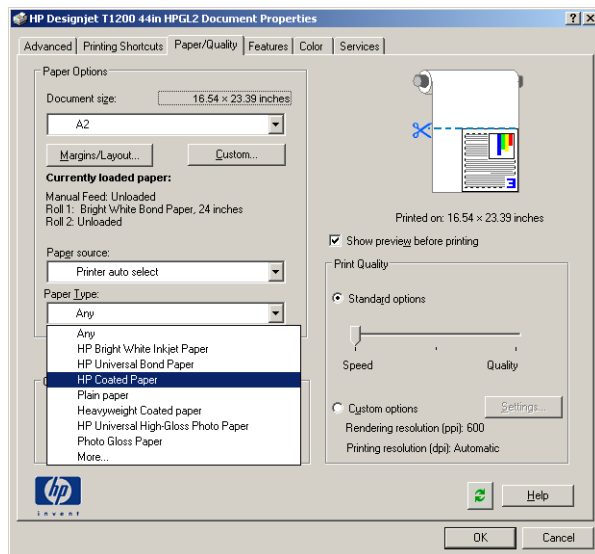 HP Designjet T1200 44in HPGL2 Document Properties
Advanced
Printing Shortcuts
Paper/Quality
Features
Color
Services
Paper Options
Document size: 16.54 × 23.39 inches
A2
Margins/Layout...
Custom...
Currently loaded paper:
Manual Feed: Unloaded
Roll 1: Bright White Bond Paper, 24 inches
Roll 2: Unloaded
Paper source:
Printer auto select
Paper Type:
Any
Any
HP Bright White Inkjet Paper
HP Universal Bond Paper
HP Coated Paper
Plain paper
Heavyweight Coated paper
HP Universal High-Gloss Photo Paper
Photo Gloss Paper
More...
3
Printed on: 16.54 × 23.39 inches
Show preview before printing
Print Quality
Standard options
Speed
Quality
Custom options
Settings...
Rendering resolution (ppi): 600
Printing resolution (dpi): Automatic
hp
invent
Help
OK
Cancel